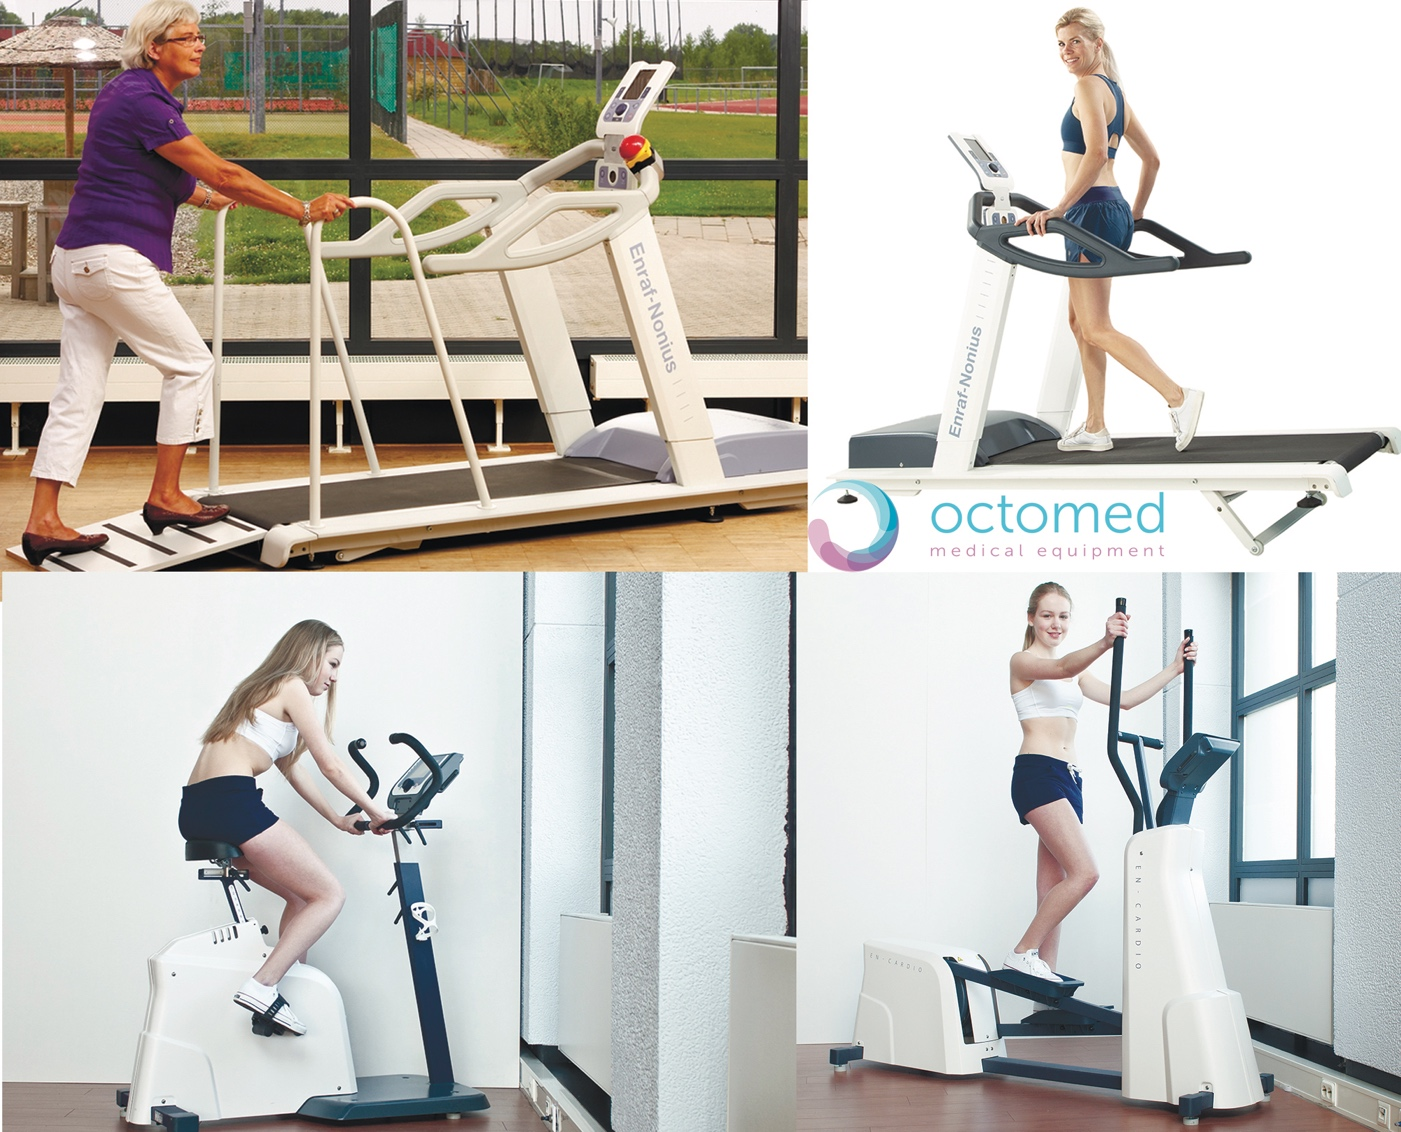 Enraf-Nonius
Enraf-Nonius
octomed
medical equipment
EN-CARDIO
EN-CARDIO